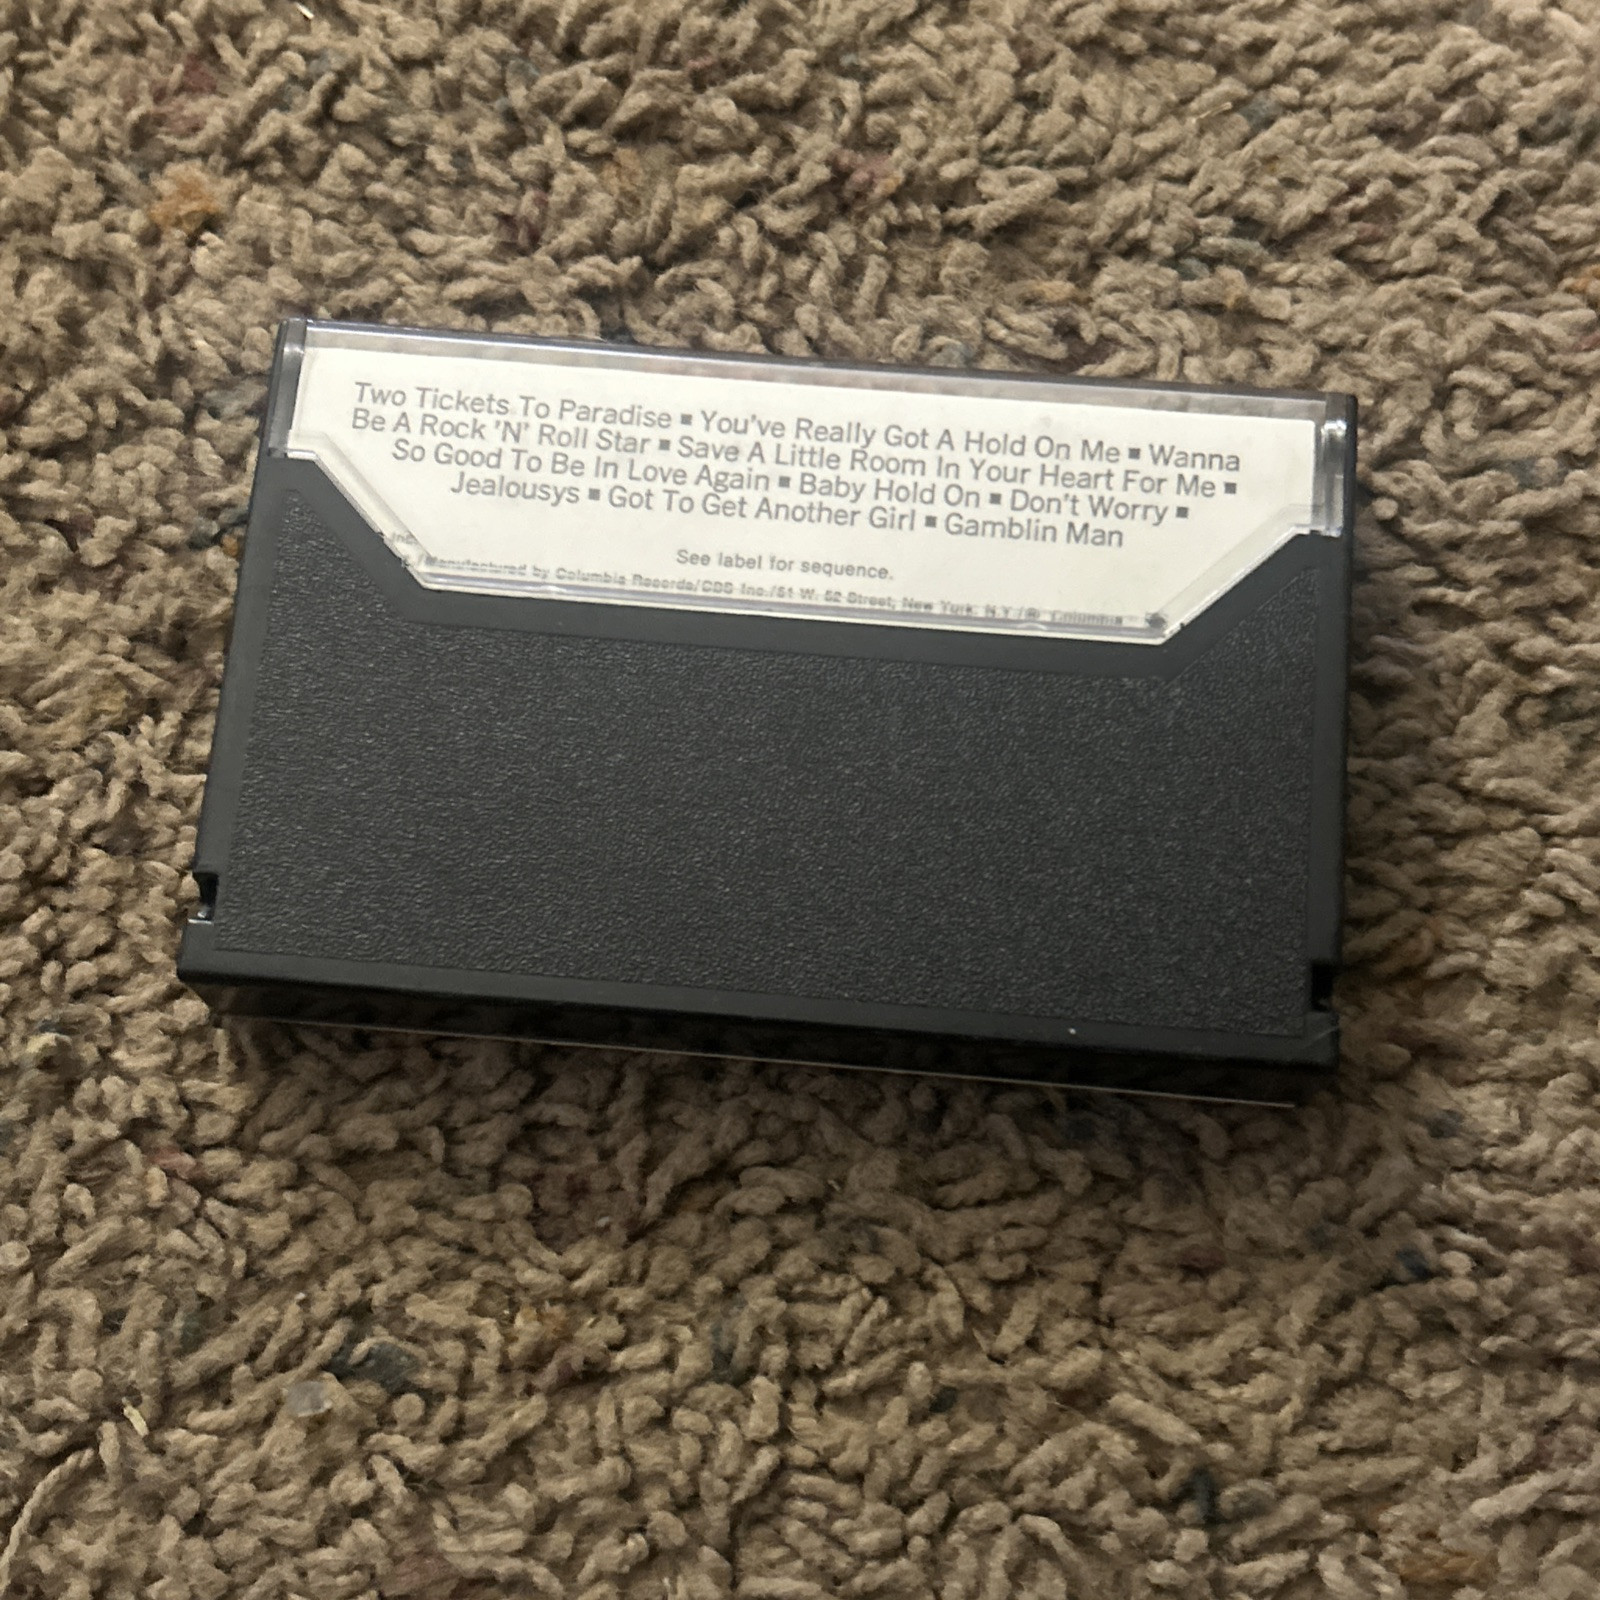 Two Tickets To Paradise ▪ You've Really Got A Hold On Me ▪ Wanna
Be A Rock 'N' Roll Star ▪ Save A Little Room In Your Heart For Me ▪
So Good To Be In Love Again ▪ Baby Hold On ▪ Don't Worry ▪
Jealousys ▪ Got To Get Another Girl ▪ Gamblin Man
See label for sequence.
Inc.
/Manufactured by Columbia Records/CBS Inc./51 W. 52 Street, New York, N.Y./® Columbia